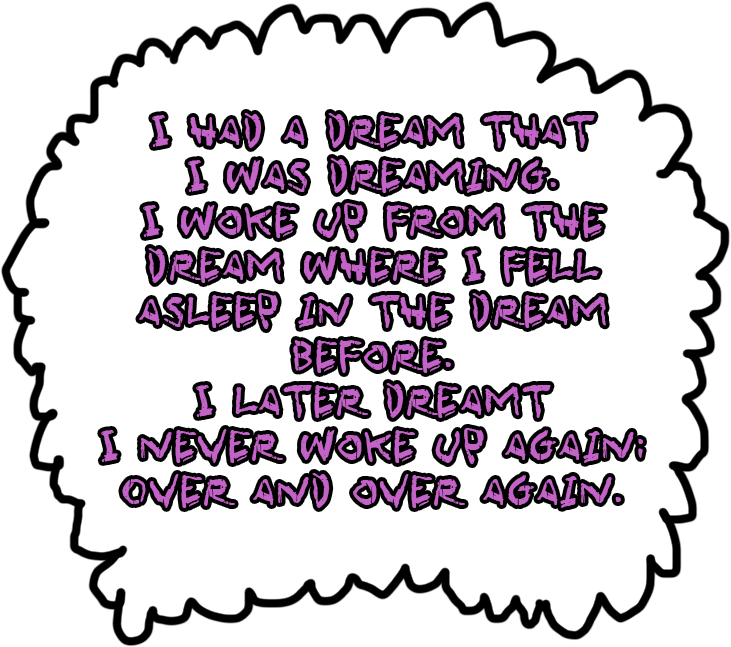 I HAD A DREAM THAT
I WAS DREAMING.
I WOKE UP FROM THE
DREAM WHERE I FELL
ASLEEP IN THE DREAM
BEFORE.
I LATER DREAMT
I NEVER WOKE UP AGAIN;
OVER AND OVER AGAIN.